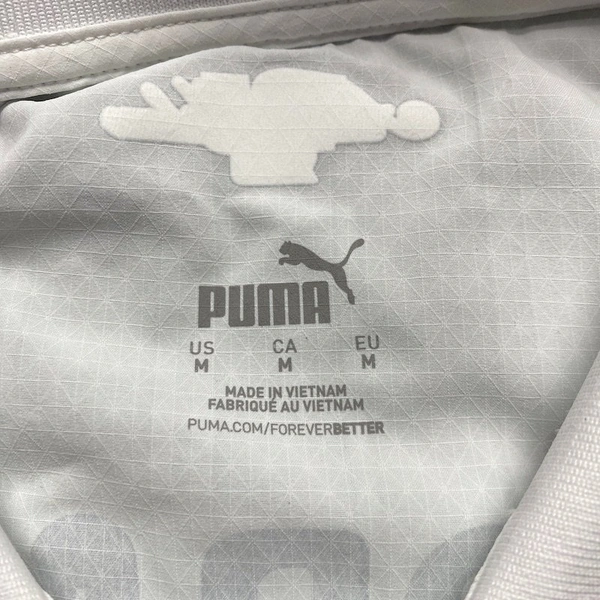 PUMA
US CA EU
M M M
MADE IN VIETNAM
FABRIQUÉ AU VIETNAM
PUMA.COM/FOREVERBETTER